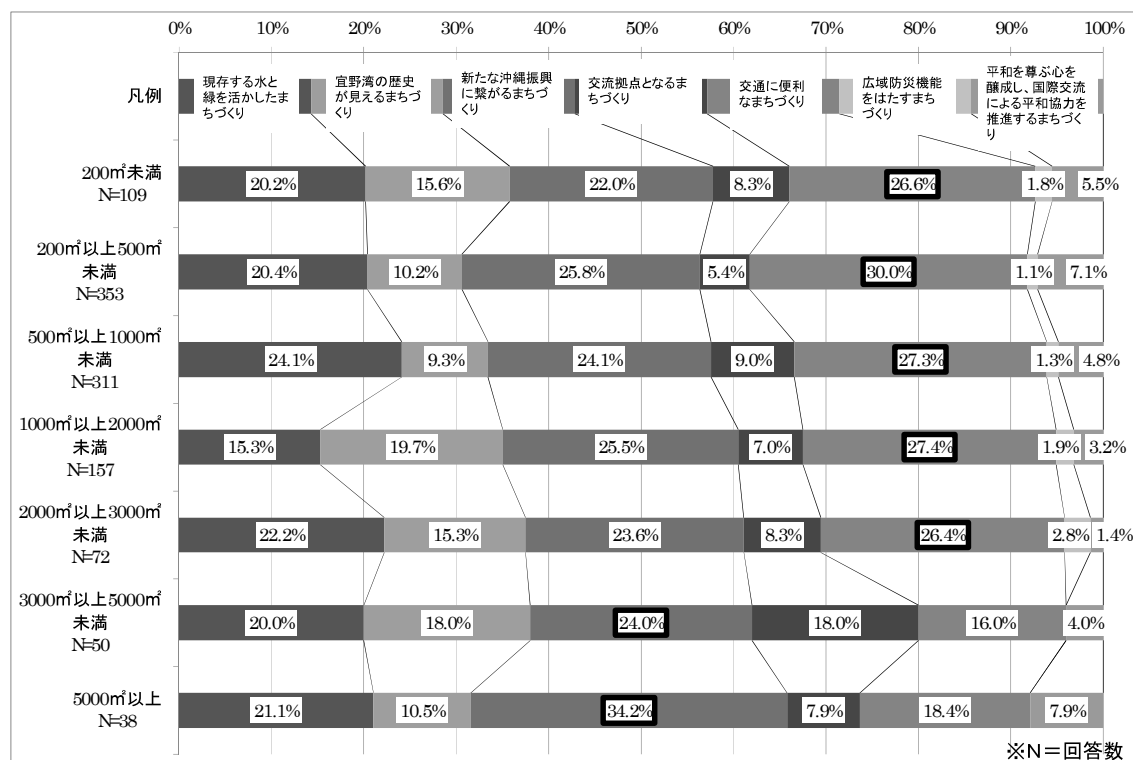 0% 10% 20% 30% 40% 50% 60% 70% 80% 90% 100%
凡例
現存する水と
緑を活かしたま
ちづくり
宜野湾の歴史
が見えるまちづ
くり
新たな沖縄振興
に繋がるまちづ
くり
交流拠点となるま
ちづくり
交通に便利
なまちづくり
広域防災機能
をはたすまち
づくり
平和を尊ぶ心を
醸成し、国際交流
による平和協力を
推進するまちづく
り
200㎡未満
N=109
20.2% 15.6% 22.0% 8.3% 26.6% 1.8% 5.5%
200㎡以上500㎡
未満
N=353
20.4% 10.2% 25.8% 5.4% 30.0% 1.1% 7.1%
500㎡以上1000㎡
未満
N=311
24.1% 9.3% 24.1% 9.0% 27.3% 1.3% 4.8%
1000㎡以上2000㎡
未満
N=157
15.3% 19.7% 25.5% 7.0% 27.4% 1.9% 3.2%
2000㎡以上3000㎡
未満
N=72
22.2% 15.3% 23.6% 8.3% 26.4% 2.8% 1.4%
3000㎡以上5000㎡
未満
N=50
20.0% 18.0% 24.0% 18.0% 16.0% 4.0%
5000㎡以上
N=38
21.1% 10.5% 34.2% 7.9% 18.4% 7.9%
※N＝回答数